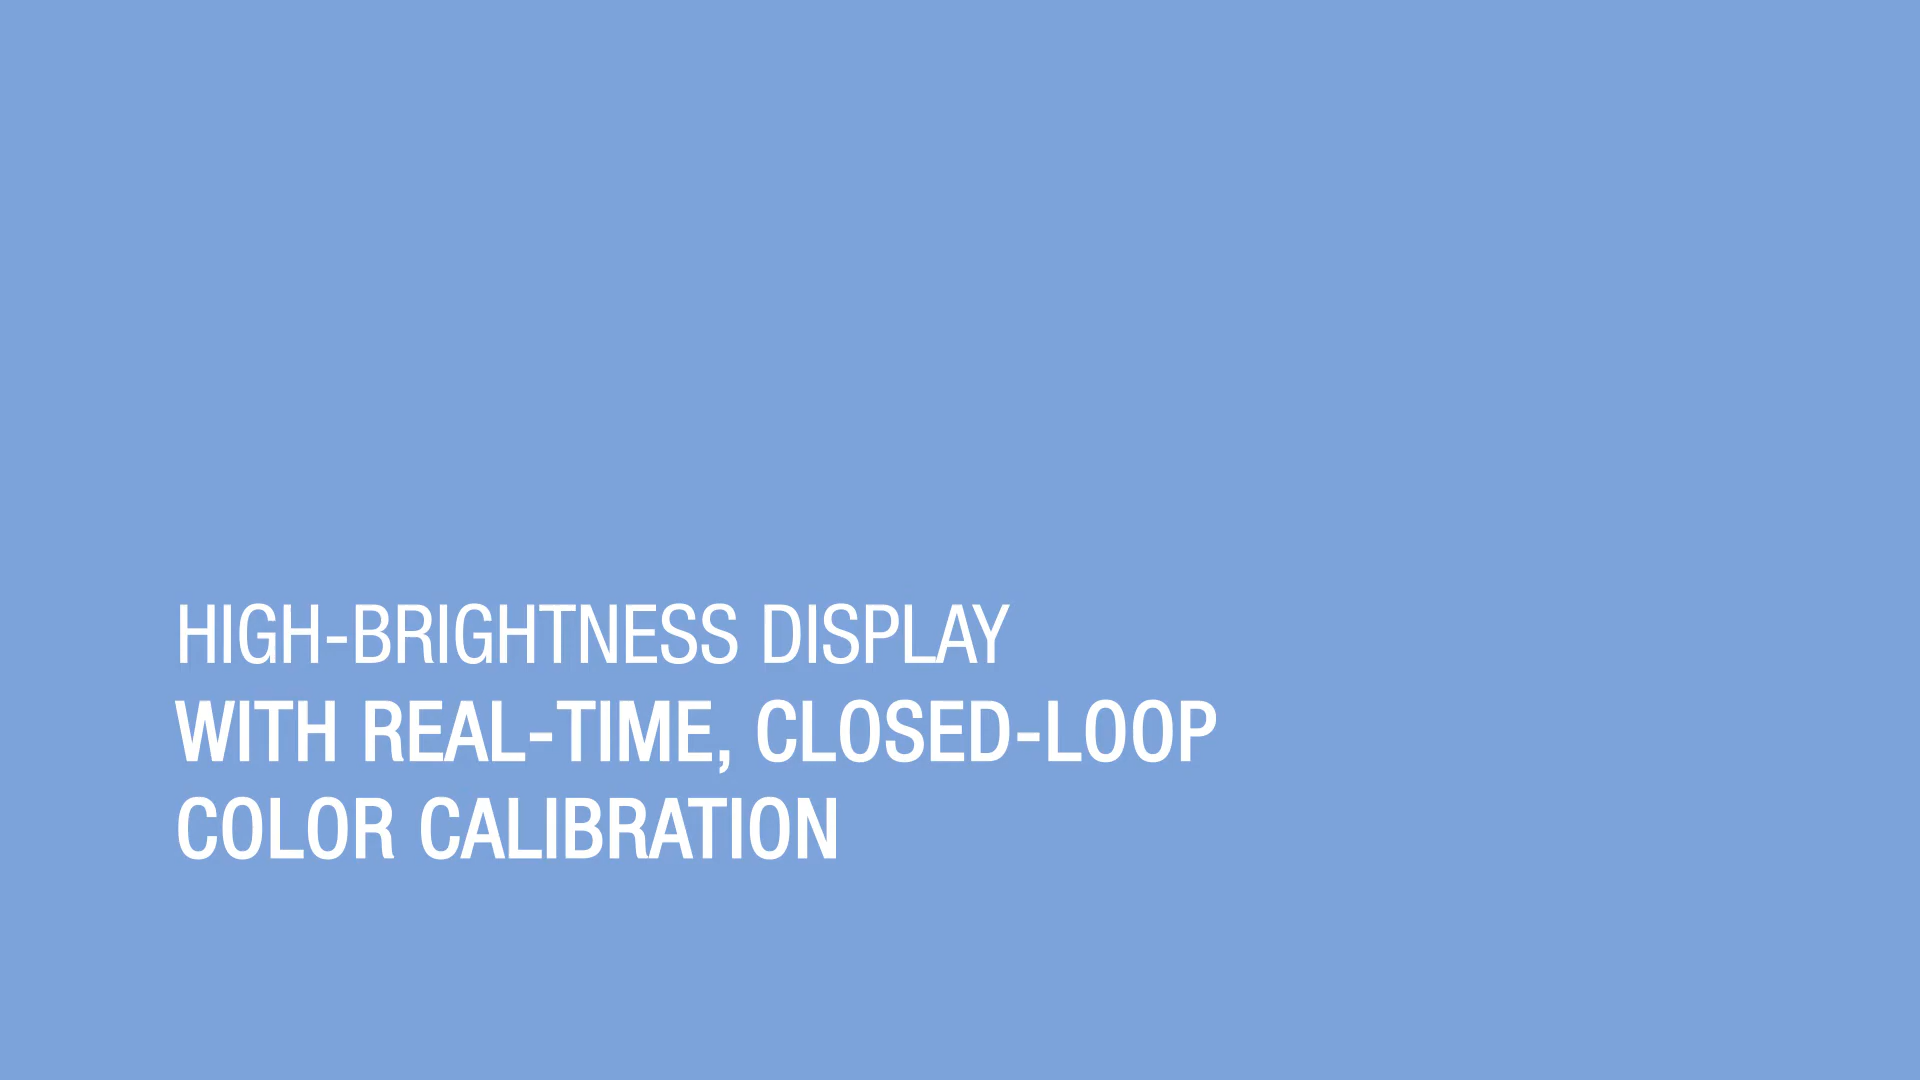 HIGH-BRIGHTNESS DISPLAY
WITH REAL-TIME, CLOSED-LOOP
COLOR CALIBRATION